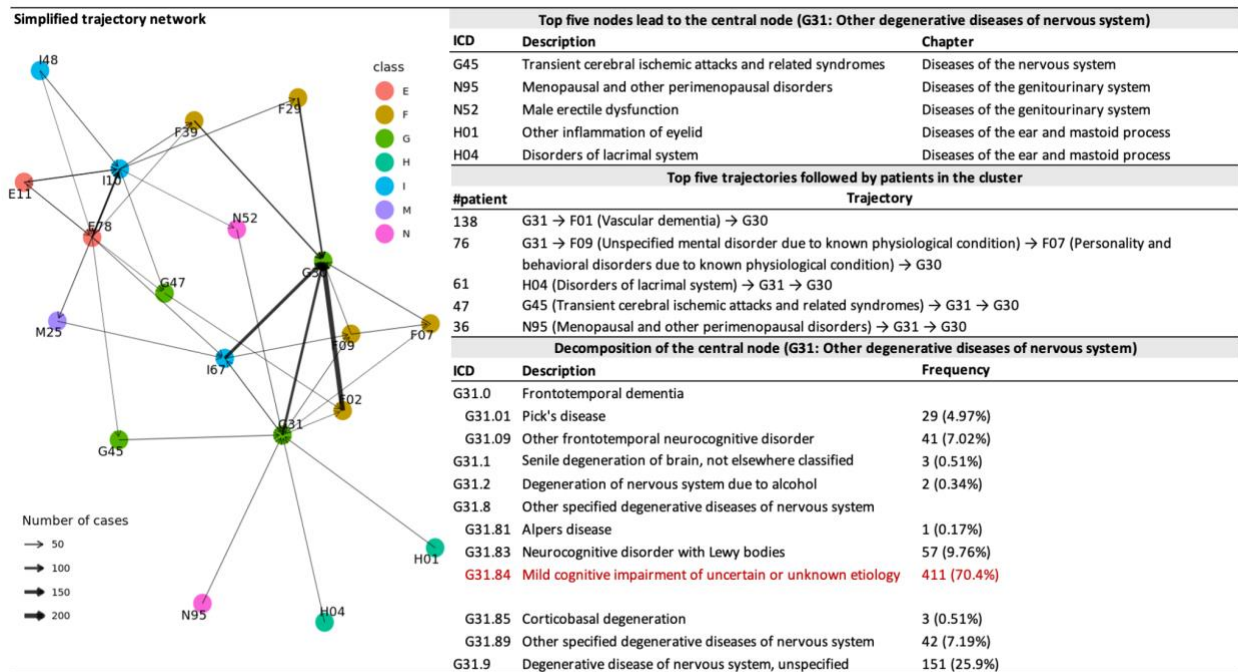 Simplified trajectory network
I48
F29
F39
I10
E11
E78
N52
G30
G47
M25
F09
F07
I67
F02
G31
G45
H01
N95
H04
class
E
F
G
H
I
M
N
Number of cases
50
100
150
200
Top five nodes lead to the central node (G31: Other degenerative diseases of nervous system)
ICD Description Chapter
G45 Transient cerebral ischemic attacks and related syndromes Diseases of the nervous system
N95 Menopausal and other perimenopausal disorders Diseases of the genitourinary system
N52 Male erectile dysfunction Diseases of the genitourinary system
H01 Other inflammation of eyelid Diseases of the ear and mastoid process
H04 Disorders of lacrimal system Diseases of the ear and mastoid process
Top five trajectories followed by patients in the cluster
#patient Trajectory
138 G31 → F01 (Vascular dementia) → G30
76 G31 → F09 (Unspecified mental disorder due to known physiological condition) → F07 (Personality and
behavioral disorders due to known physiological condition) → G30
61 H04 (Disorders of lacrimal system) → G31 → G30
47 G45 (Transient cerebral ischemic attacks and related syndromes) → G31 → G30
36 N95 (Menopausal and other perimenopausal disorders) → G31 → G30
Decomposition of the central node (G31: Other degenerative diseases of nervous system)
ICD Description Frequency
G31.0 Frontotemporal dementia
G31.01 Pick's disease 29 (4.97%)
G31.09 Other frontotemporal neurocognitive disorder 41 (7.02%)
G31.1 Senile degeneration of brain, not elsewhere classified 3 (0.51%)
G31.2 Degeneration of nervous system due to alcohol 2 (0.34%)
G31.8 Other specified degenerative diseases of nervous system
G31.81 Alpers disease 1 (0.17%)
G31.83 Neurocognitive disorder with Lewy bodies 57 (9.76%)
G31.84 Mild cognitive impairment of uncertain or unknown etiology 411 (70.4%)
G31.85 Corticobasal degeneration 3 (0.51%)
G31.89 Other specified degenerative diseases of nervous system 42 (7.19%)
G31.9 Degenerative disease of nervous system, unspecified 151 (25.9%)